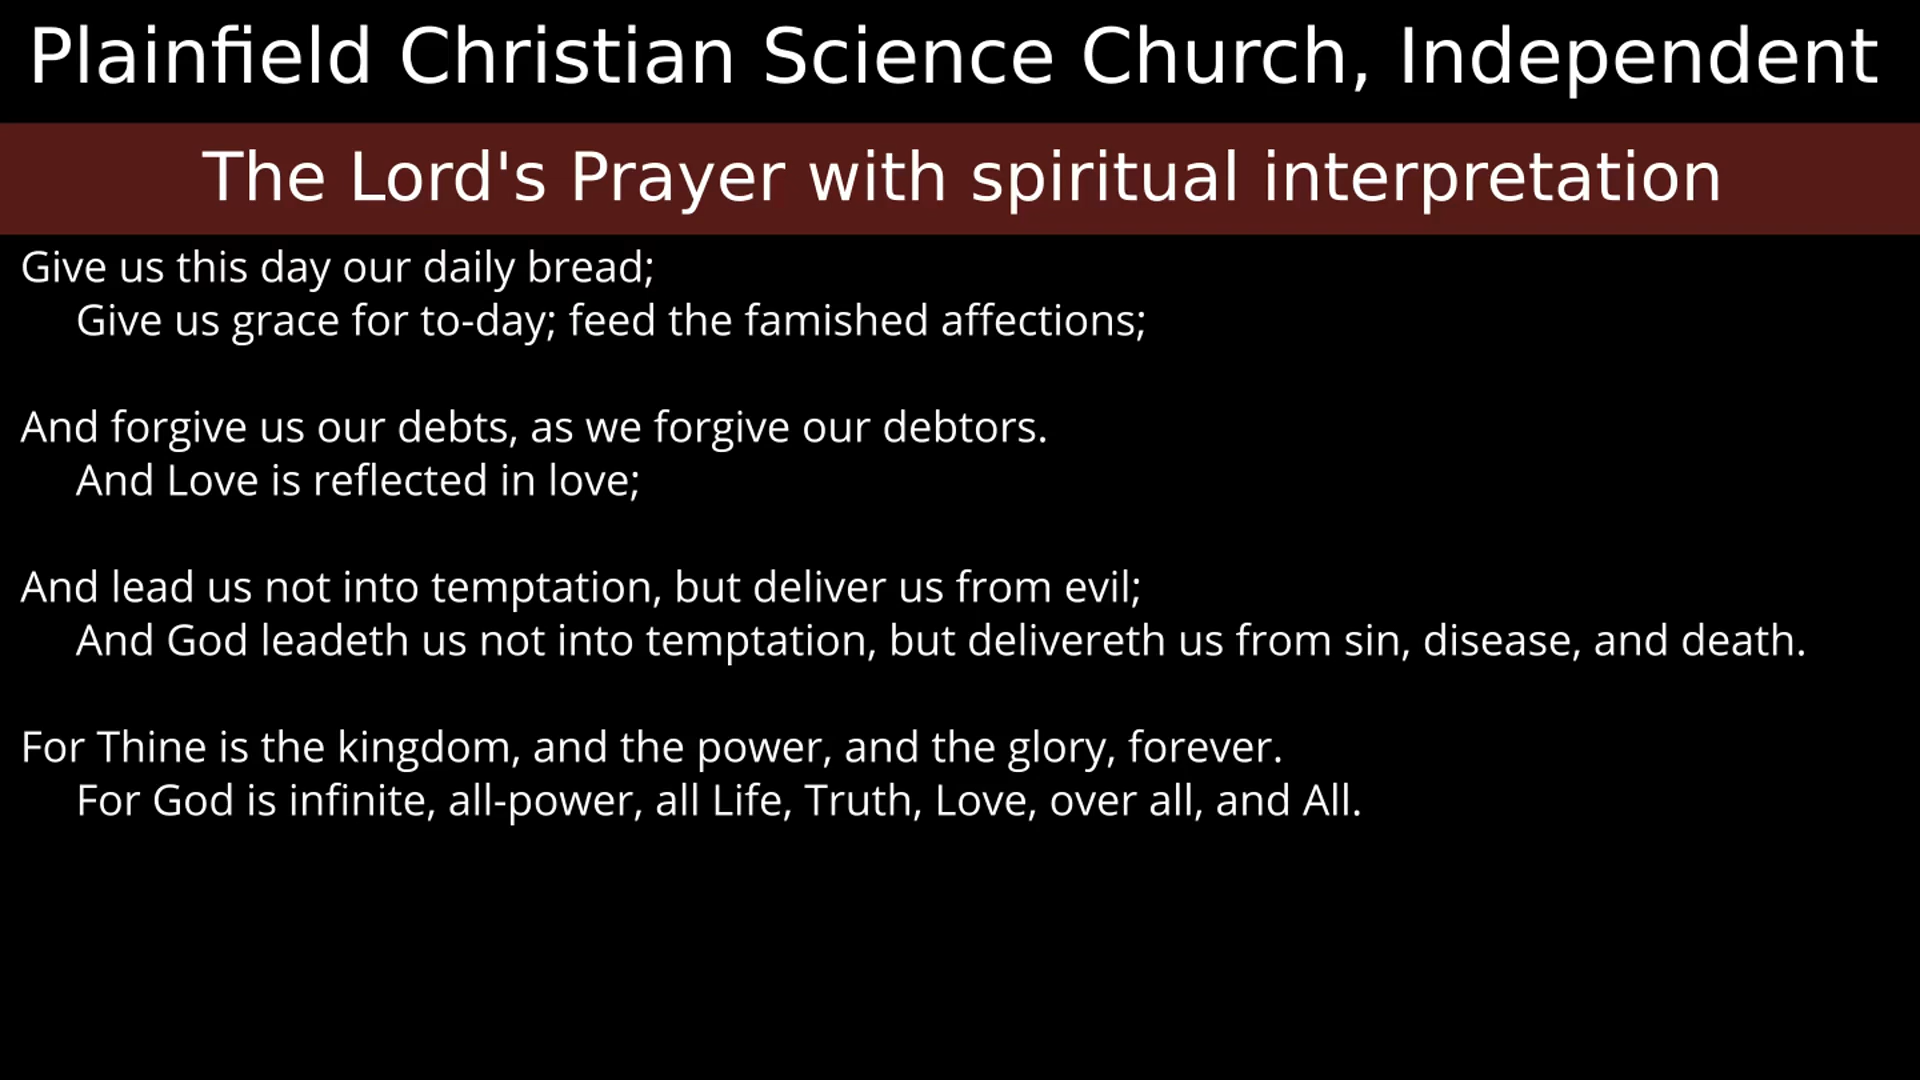 Plainfield Christian Science Church, Independent
The Lord's Prayer with spiritual interpretation
Give us this day our daily bread;
Give us grace for to-day; feed the famished affections;
And forgive us our debts, as we forgive our debtors.
And Love is reflected in love;
And lead us not into temptation, but deliver us from evil;
And God leadeth us not into temptation, but delivereth us from sin, disease, and death.
For Thine is the kingdom, and the power, and the glory, forever.
For God is infinite, all-power, all Life, Truth, Love, over all, and All.